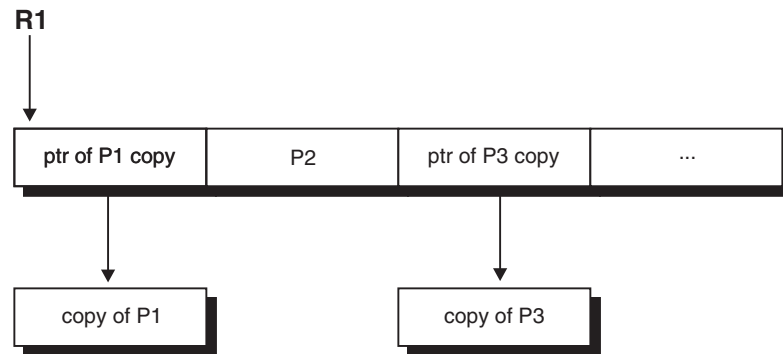 R1
ptr of P1 copy
P2
ptr of P3 copy
...
copy of P1
copy of P3